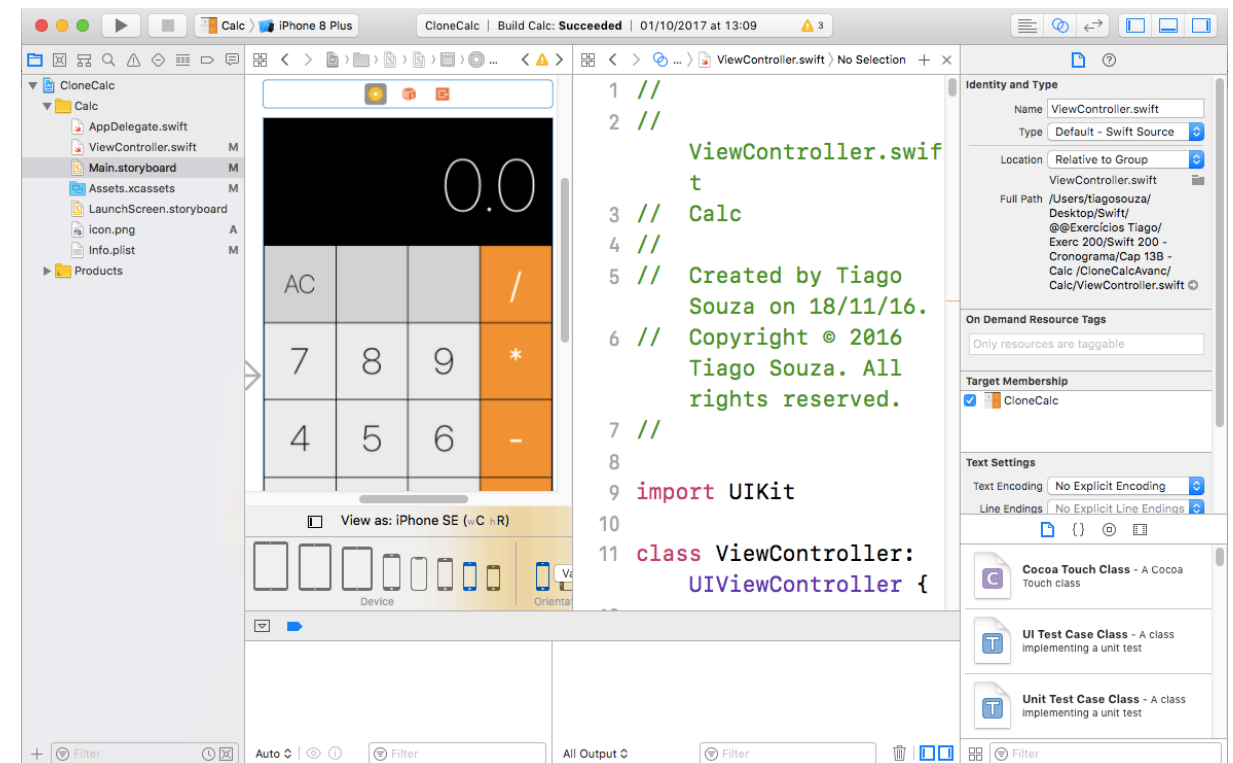 Calc
iPhone 8 Plus
CloneCalc | Build Calc: Succeeded | 01/10/2017 at 13:09
3
CloneCalc
Calc
AppDelegate.swift
ViewController.swift M
Main.storyboard M
Assets.xcassets M
LaunchScreen.storyboard
icon.png A
Info.plist M
Products
Filter
...
0.0
AC /
7 8 9 *
4 5 6 -
View as: iPhone SE (wC hR)
Device
... ViewController.swift No Selection
1 //
2 //
ViewController.swif
t
3 // Calc
4 //
5 // Created by Tiago
Souza on 18/11/16.
6 // Copyright © 2016
Tiago Souza. All
rights reserved.
7 //
8
9 import UIKit
10
11 class ViewController:
UIViewController {
Auto
Filter
All Output
Filter
Identity and Type
Name ViewController.swift
Type Default - Swift Source
Location Relative to Group
ViewController.swift
Full Path /Users/tiagosouza/
Desktop/Swift/
@@Exercícios Tiago/
Exerc 200/Swift 200 -
Cronograma/Cap 13B -
Calc /CloneCalcAvanc/
Calc/ViewController.swift
On Demand Resource Tags
Only resources are taggable
Target Membership
CloneCalc
Text Settings
Text Encoding No Explicit Encoding
Line Endings No Explicit Line Endings
{}
C
Cocoa Touch Class - A Cocoa
Touch class
T
UI Test Case Class - A class
implementing a unit test
T
Unit Test Case Class - A class
implementing a unit test
Filter